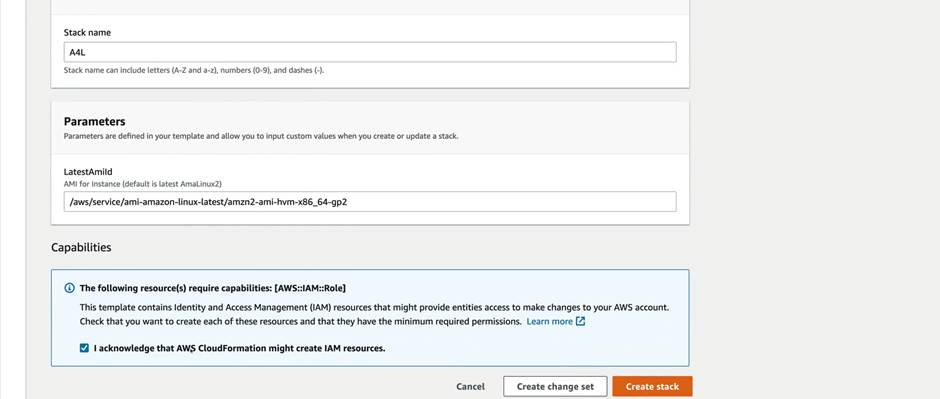 Stack name
A4L
Stack name can include letters (A-Z and a-z), numbers (0-9), and dashes (-).
Parameters
Parameters are defined in your template and allow you to input custom values when you create or update a stack.
LatestAmiId
AMI for Instance (default is latest AmaLinux2)
/aws/service/ami-amazon-linux-latest/amzn2-ami-hvm-x86_64-gp2
Capabilities
The following resource(s) require capabilities: [AWS::IAM::Role]
This template contains Identity and Access Management (IAM) resources that might provide entities access to make changes to your AWS account.
Check that you want to create each of these resources and that they have the minimum required permissions. Learn more
I acknowledge that AWS CloudFormation might create IAM resources.
Cancel Create change set Create stack